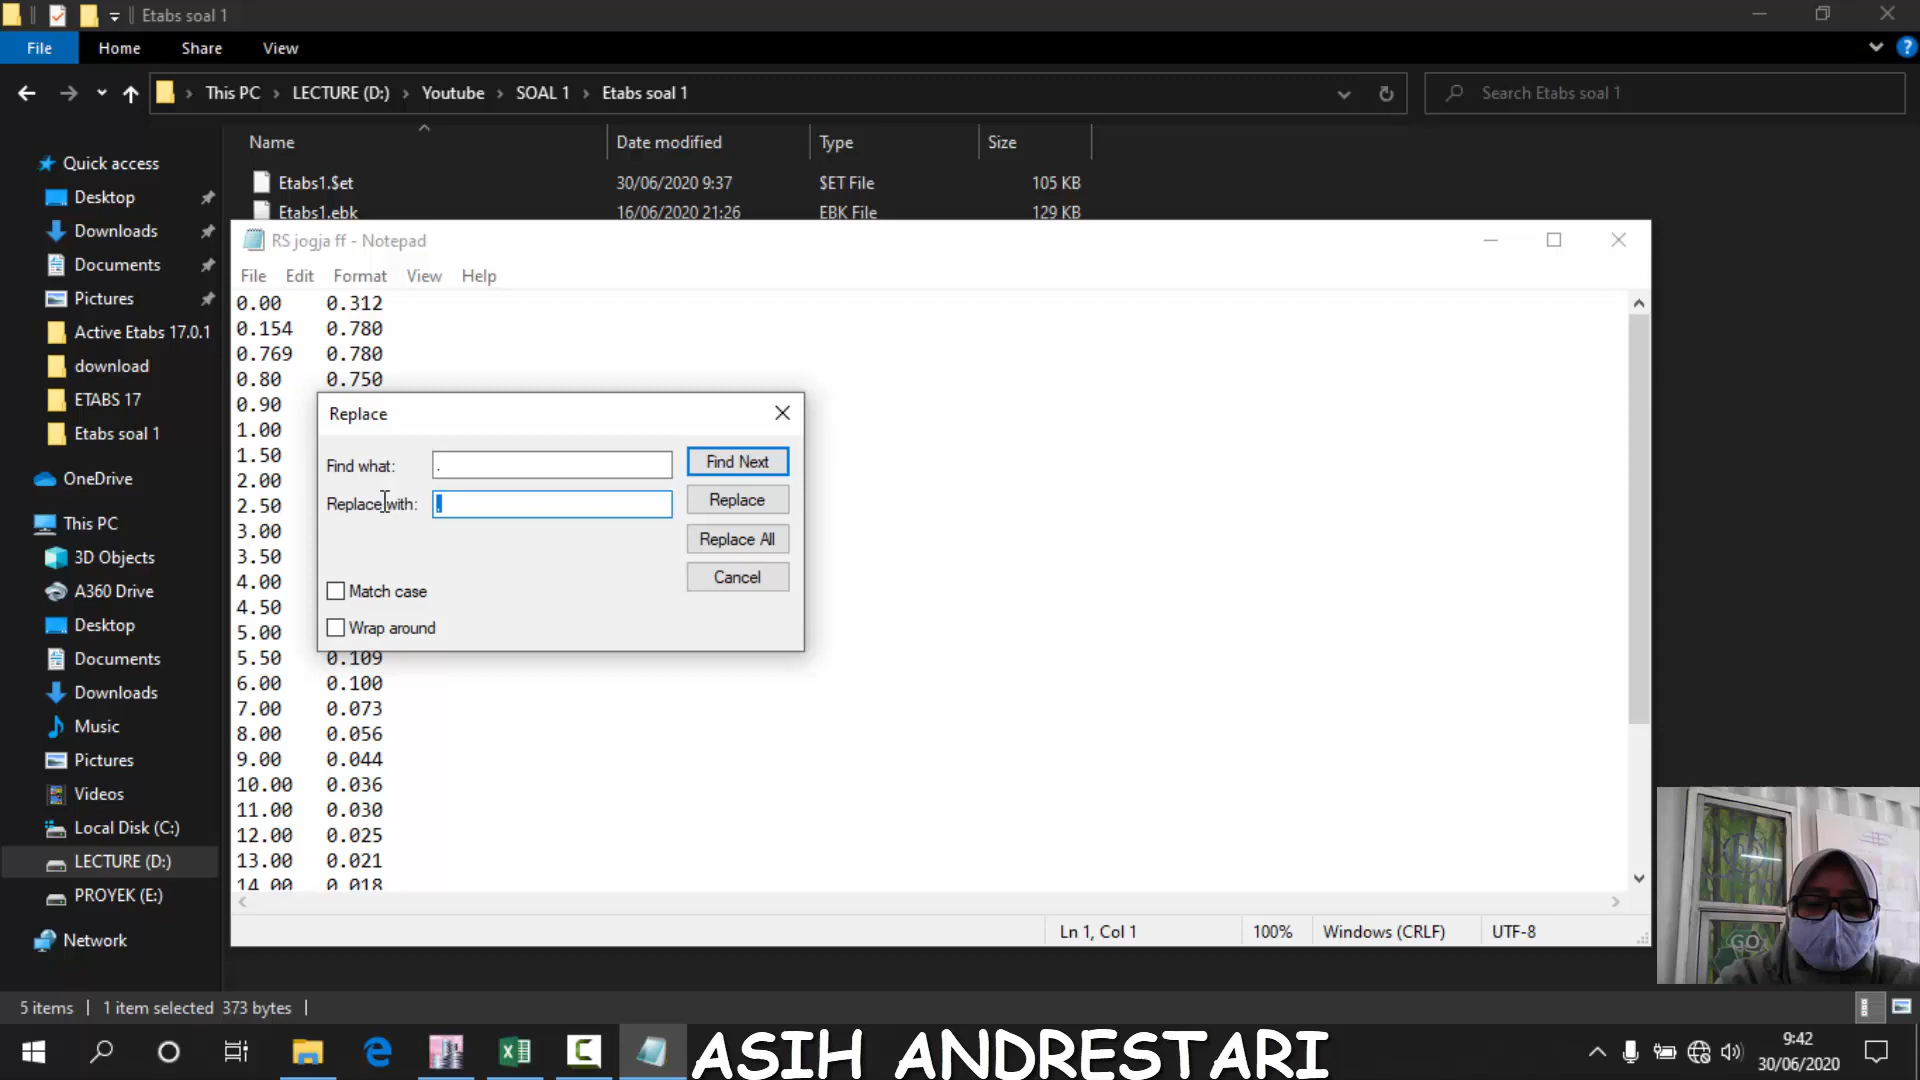 Etabs soal 1
File Home Share View
This PC LECTURE (D:) Youtube SOAL 1 Etabs soal 1
Search Etabs soal 1
Name Date modified Type Size
Etabs1.$et 30/06/2020 9:37 $ET File 105 KB
Etabs1.ebk 16/06/2020 21:26 EBK File 129 KB
Quick access
Desktop
Downloads
Documents
Pictures
Active Etabs 17.0.1
download
ETABS 17
Etabs soal 1
OneDrive
This PC
3D Objects
A360 Drive
Desktop
Documents
Downloads
Music
Pictures
Videos
Local Disk (C:)
LECTURE (D:)
PROYEK (E:)
Network
RS jogja ff - Notepad
File Edit Format View Help
0.00 0.312
0.154 0.780
0.769 0.780
0.80 0.750
0.90
1.00
1.50
2.00
2.50
3.00
3.50
4.00
4.50
5.00
5.50 0.109
6.00 0.100
7.00 0.073
8.00 0.056
9.00 0.044
10.00 0.036
11.00 0.030
12.00 0.025
13.00 0.021
14.00 0.018
Replace
Find what: .
Replace with:
Find Next
Replace
Replace All
Cancel
Match case
Wrap around
Ln 1, Col 1 100% Windows (CRLF) UTF-8
GO
5 items 1 item selected 373 bytes
ASIH ANDRESTARI
9:42
30/06/2020